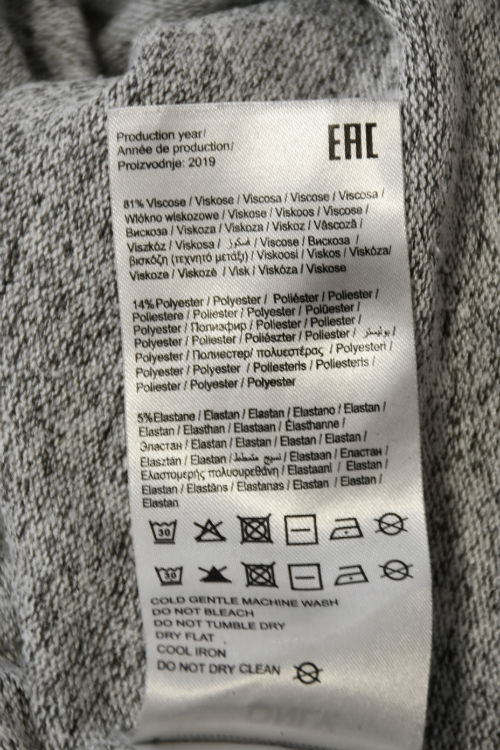 Production year/
Année de production/
Proizvodnje: 2019
EAC
81% Viscose / Viskose / Viscosa / Viscose / Viscosa /
Włókno wiskozowe / Viskose / Viskoos / Viscose /
Вискоза / Viskoza / Viskoza / Viskoz / Vâscoză /
Viszkóz / Viskosa / فسكوز / Viscose / Вискоза /
βισκόζη (τεχνητό μετάξι) / Viskoosi / Viskos / Viskóza/
Viskoze / Viskozė / Visk / Viskóza / Viskose
14% Polyester / Polyester / Poliéster / Poliester /
Poliestere / Poliester / Polyester / Polüester /
Polyester / Полиэфир / Poliester / Poliester /
Polyester / Poliester / Poliészter / Poliester /
بوليستر / Polyester / Полиестер/ πολυεστέρας / Polyesteri /
Polyester / Polyester / Poliesteris / Poliesteris /
Poliester / Polyester / Polyester
5%Elastane / Élastan / Elastan / Elastano / Elastan /
Elastan / Elasthan / Elastaan / Élasthanne /
Эластан / Elastan / Elastan / Elastan / Elastan /
Elasztán / Elastan / نسيج متمطط / Elastaan / Еластан /
Ελαστομερής πολυουρεθάνη / Elastaani / Elastan /
Elastan / Elastāns / Elastanas / Elastan / Elastan /
Elastan
30
30
COLD GENTLE MACHINE WASH
DO NOT BLEACH
DO NOT TUMBLE DRY
DRY FLAT
COOL IRON
DO NOT DRY CLEAN